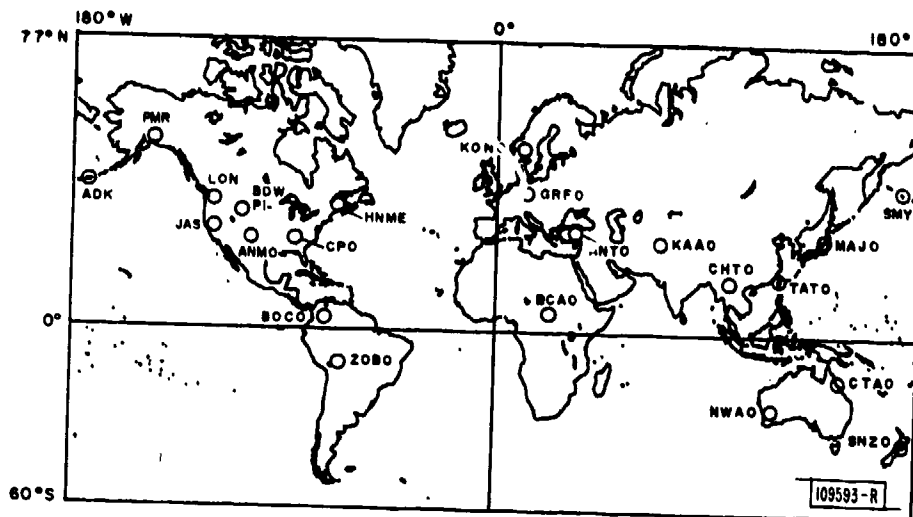 180°W 0° 180°
77°N
PMR
KON
ADK
LON
BDW
PI-
HNME
GRFO
SMY
JAS
ANMO
CPO
KAAO
MAJO
CHTO
TATO
BCAO
BOCO
0°
ZOBO
CTAO
NWAO
SNZO
60°S
109593-R